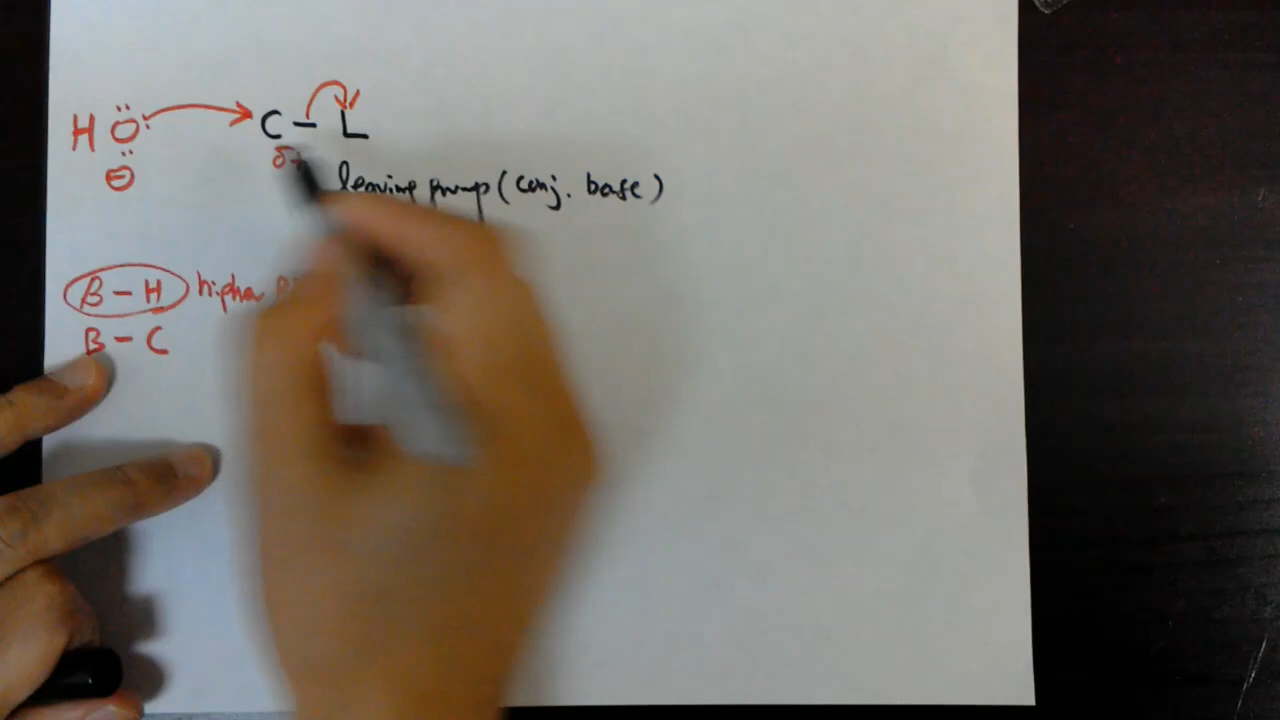 H O C - L
⊖ δ+
leaving group (conj. base)
B - H higher
B - C